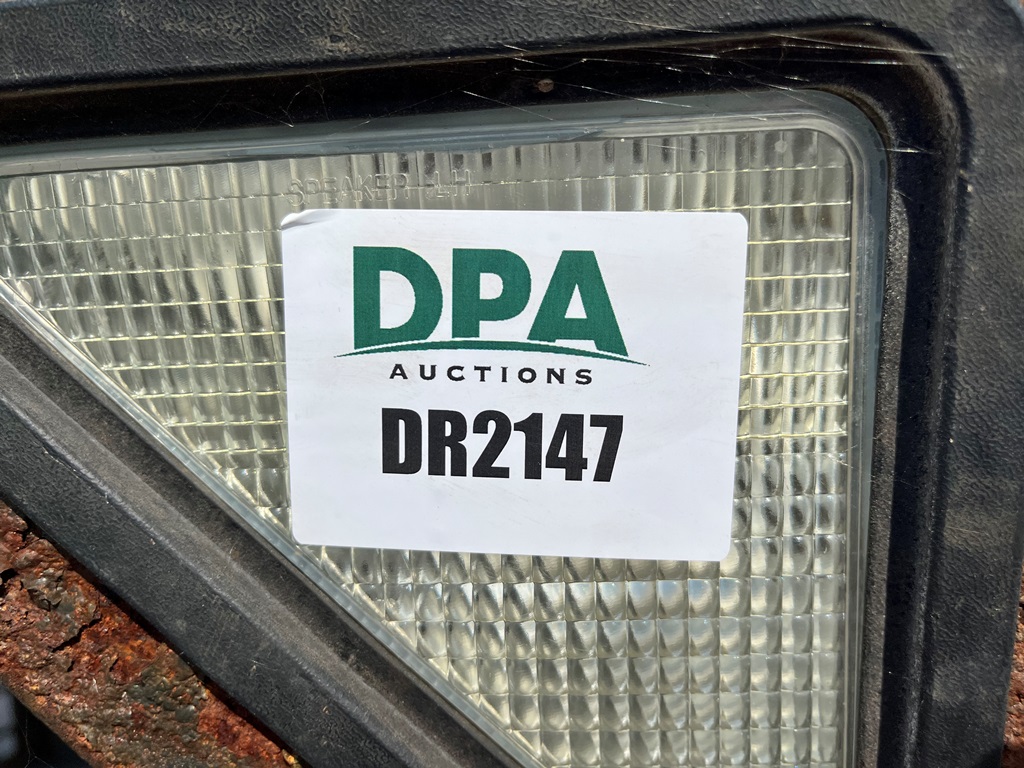 SPEAKER LH
DPA
AUCTIONS
DR2147